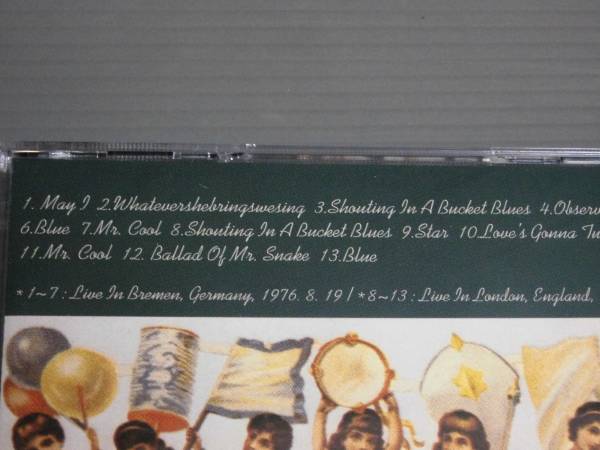 1. May I 2.Whatevershebringswesing 3.Shouting In A Bucket Blues 4.Observ
6.Blue 7.Mr. Cool 8.Shouting In A Bucket Blues 9.Star 10.Love's Gonna Tu
11.Mr. Cool 12. Ballad Of Mr. Snake 13.Blue
*1~7 : Live In Bremen, Germany, 1976. 8. 19 / *8~13 : Live In London, England,